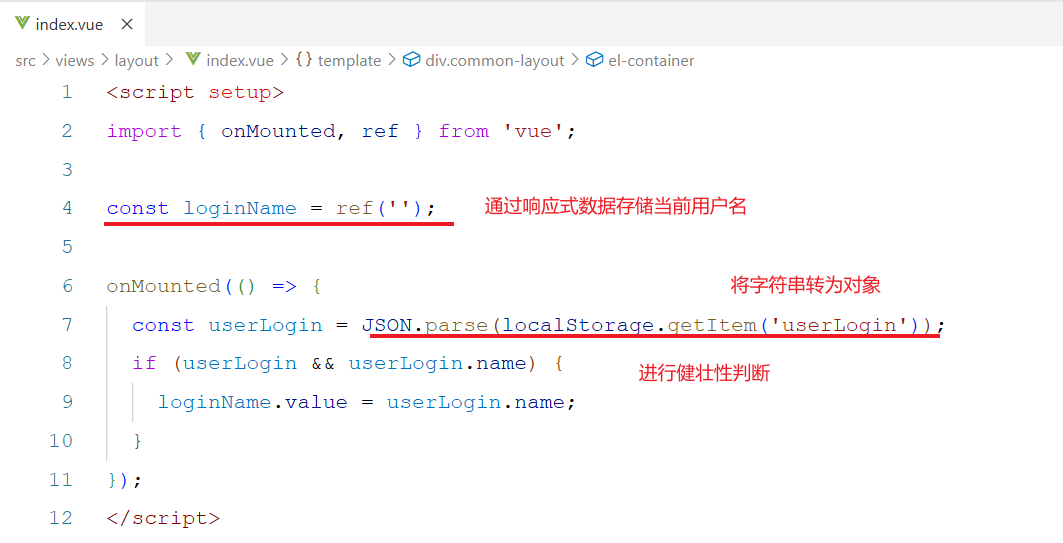 index.vue ×
src > views > layout > index.vue > {} template > div.common-layout > el-container
1 <script setup>
2 import { onMounted, ref } from 'vue';
3
4 const loginName = ref(''); 通过响应式数据存储当前用户名
5
6 onMounted(() => { 将字符串转为对象
7 const userLogin = JSON.parse(localStorage.getItem('userLogin'));
8 if (userLogin && userLogin.name) { 进行健壮性判断
9 loginName.value = userLogin.name;
10 }
11 });
12 </script>